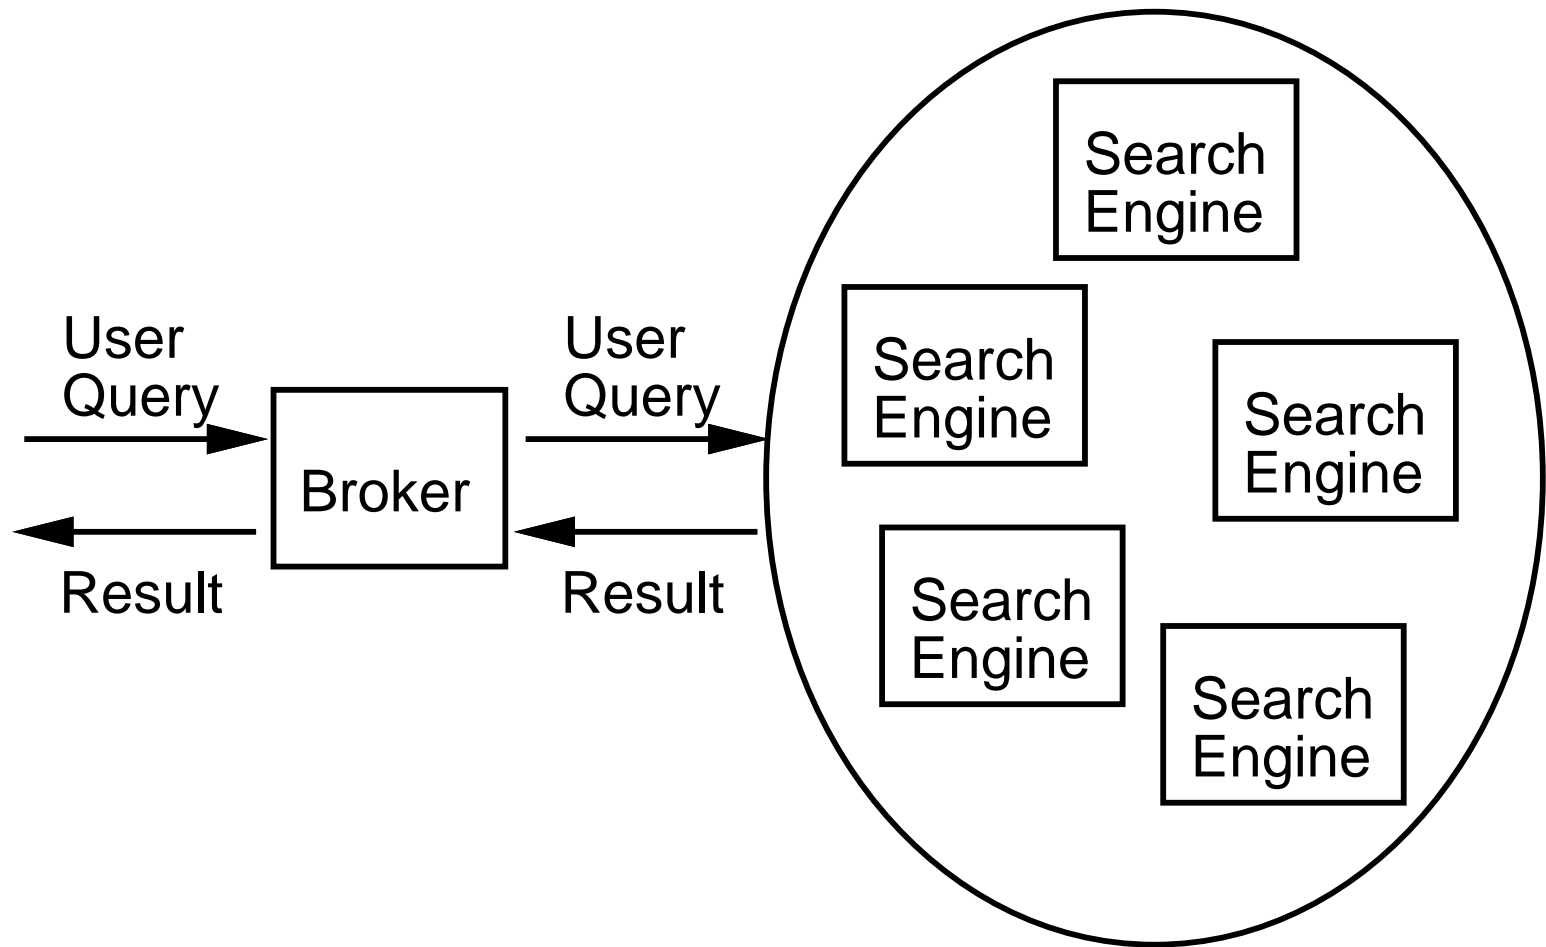 User
Query
Result
Broker
User
Query
Result
Search
Engine
Search
Engine
Search
Engine
Search
Engine
Search
Engine